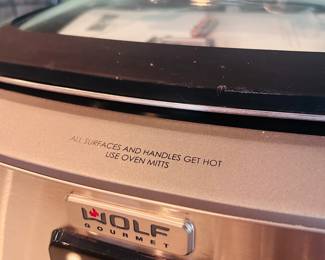 ALL SURFACES AND HANDLES GET HOT
USE OVEN MITTS
WOLF
GOURMET